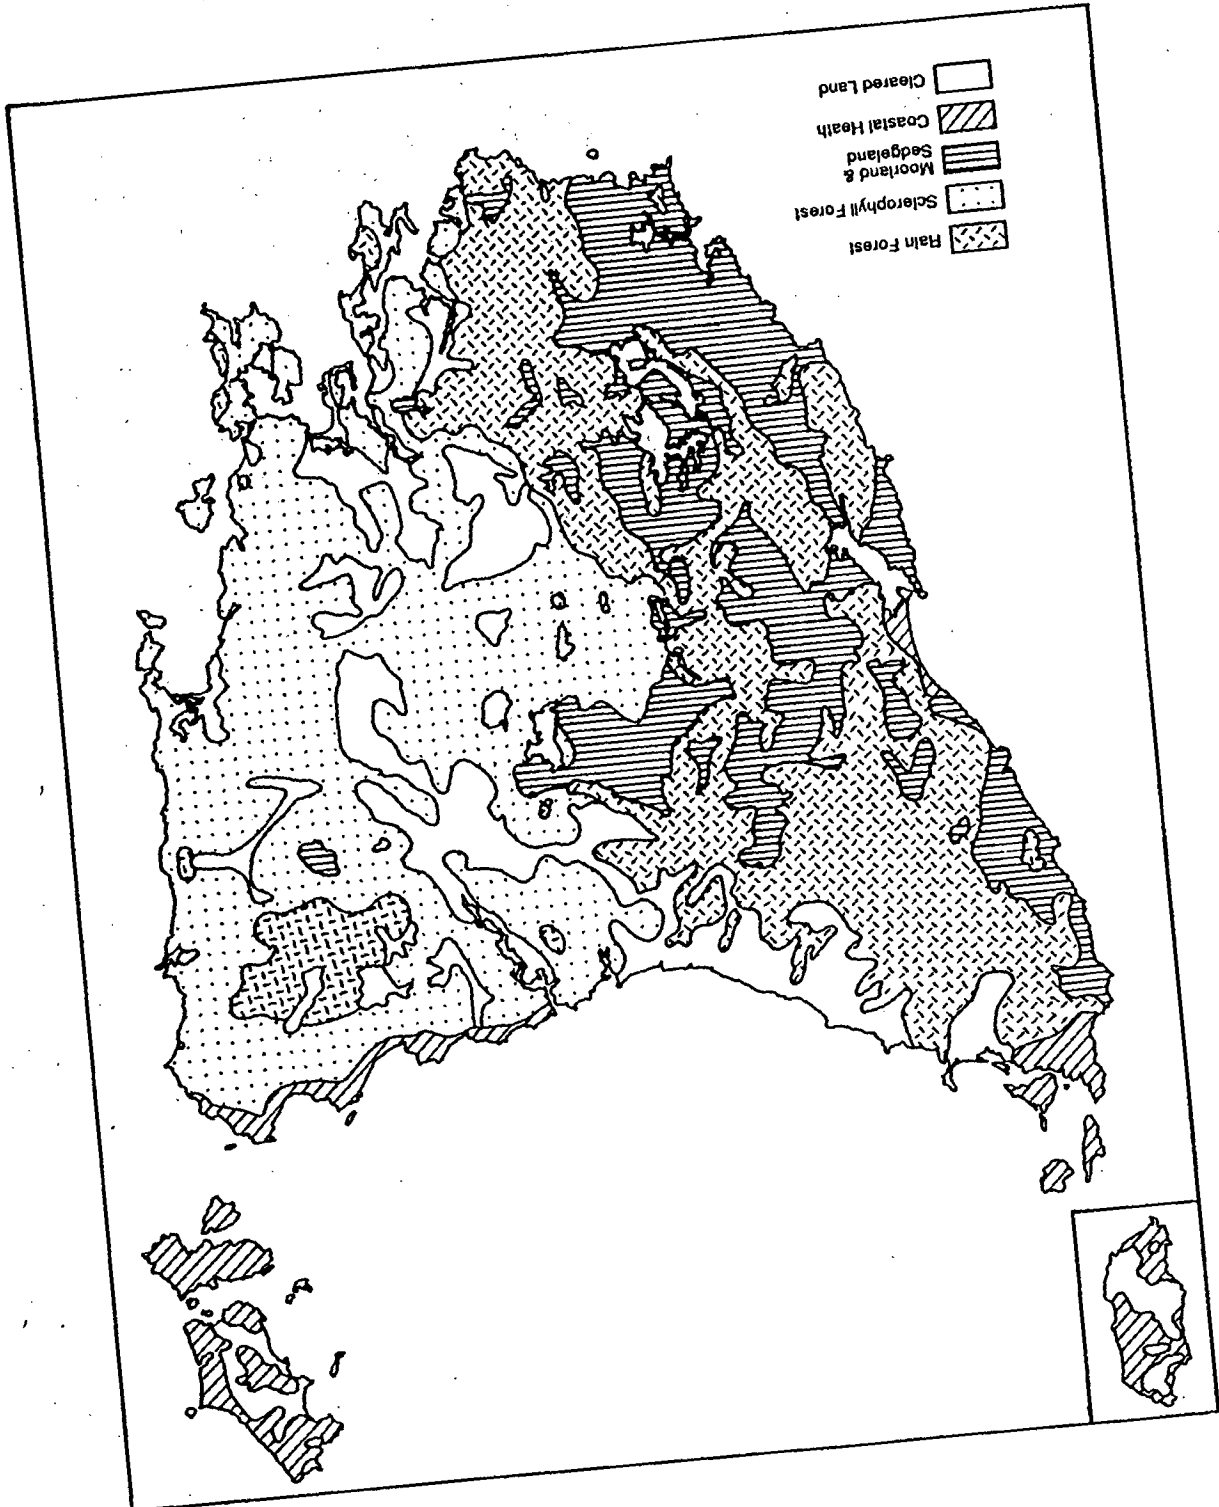 Rain Forest
Sclerophyll Forest
Moorland &
Sedgeland
Coastal Heath
Cleared Land